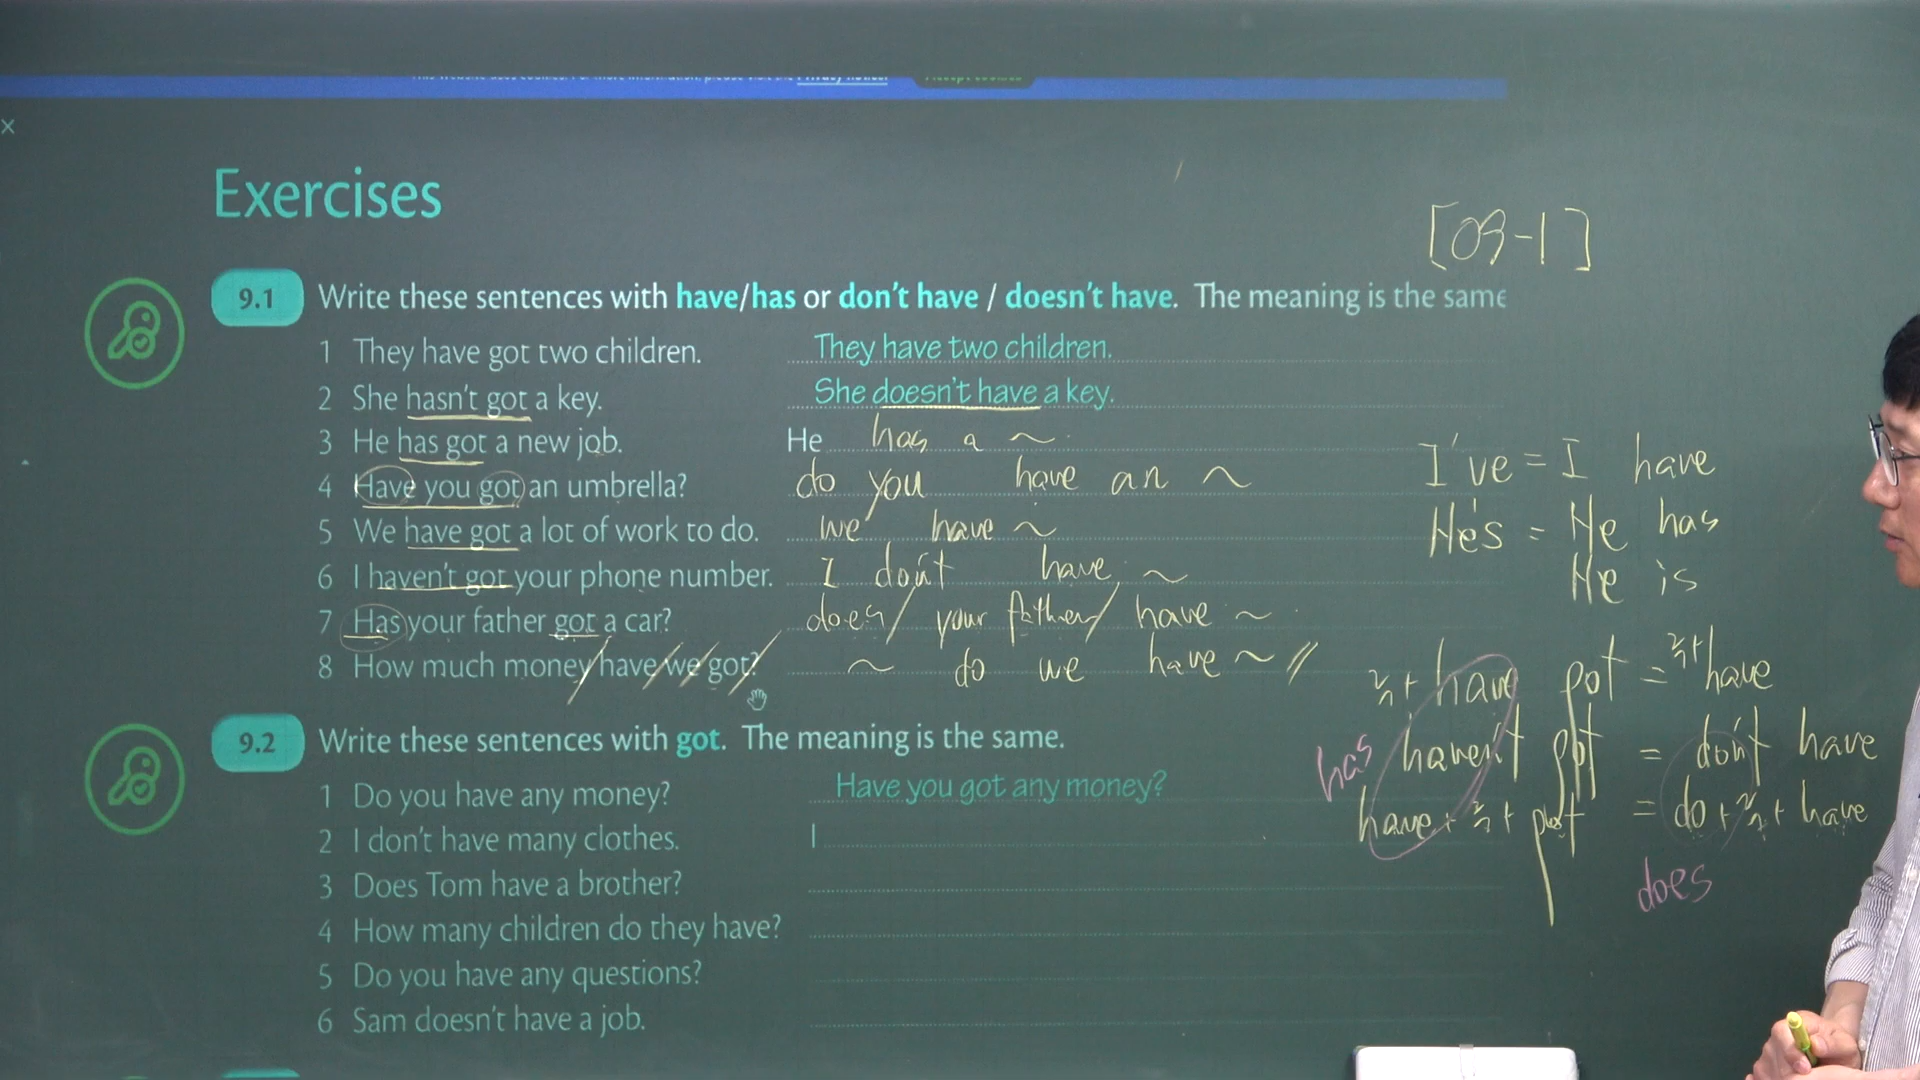 Privacy notice.
Exercises
[09-1]
9.1 Write these sentences with have/has or don't have / doesn't have. The meaning is the same
1 They have got two children. They have two children.
2 She hasn't got a key. She doesn't have a key.
3 He has got a new job. He has a ~
4 Have you got an umbrella? do you have an ~
5 We have got a lot of work to do. we have ~
6 I haven't got your phone number. I don't have ~
7 Has your father got a car? does / your father / have ~
8 How much money have we got? ~ do we have ~ //
I've = I have
He's = He has
He is
주+ have got = 주+ have
has haven't got = don't have
have + 주+ got = do + 주+ have
does
9.2 Write these sentences with got. The meaning is the same.
1 Do you have any money? Have you got any money?
2 I don't have many clothes. I
3 Does Tom have a brother?
4 How many children do they have?
5 Do you have any questions?
6 Sam doesn't have a job.